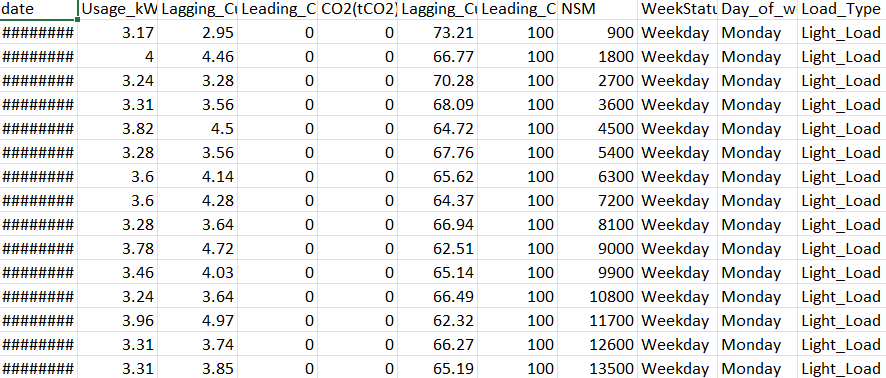 date Usage_kW Lagging_Cu Leading_C CO2(tCO2) Lagging_Cu Leading_C NSM WeekStatu Day_of_w Load_Type
######## 3.17 2.95 0 0 73.21 100 900 Weekday Monday Light_Load
######## 4 4.46 0 0 66.77 100 1800 Weekday Monday Light_Load
######## 3.24 3.28 0 0 70.28 100 2700 Weekday Monday Light_Load
######## 3.31 3.56 0 0 68.09 100 3600 Weekday Monday Light_Load
######## 3.82 4.5 0 0 64.72 100 4500 Weekday Monday Light_Load
######## 3.28 3.56 0 0 67.76 100 5400 Weekday Monday Light_Load
######## 3.6 4.14 0 0 65.62 100 6300 Weekday Monday Light_Load
######## 3.6 4.28 0 0 64.37 100 7200 Weekday Monday Light_Load
######## 3.28 3.64 0 0 66.94 100 8100 Weekday Monday Light_Load
######## 3.78 4.72 0 0 62.51 100 9000 Weekday Monday Light_Load
######## 3.46 4.03 0 0 65.14 100 9900 Weekday Monday Light_Load
######## 3.24 3.64 0 0 66.49 100 10800 Weekday Monday Light_Load
######## 3.96 4.97 0 0 62.32 100 11700 Weekday Monday Light_Load
######## 3.31 3.74 0 0 66.27 100 12600 Weekday Monday Light_Load
######## 3.31 3.85 0 0 65.19 100 13500 Weekday Monday Light_Load